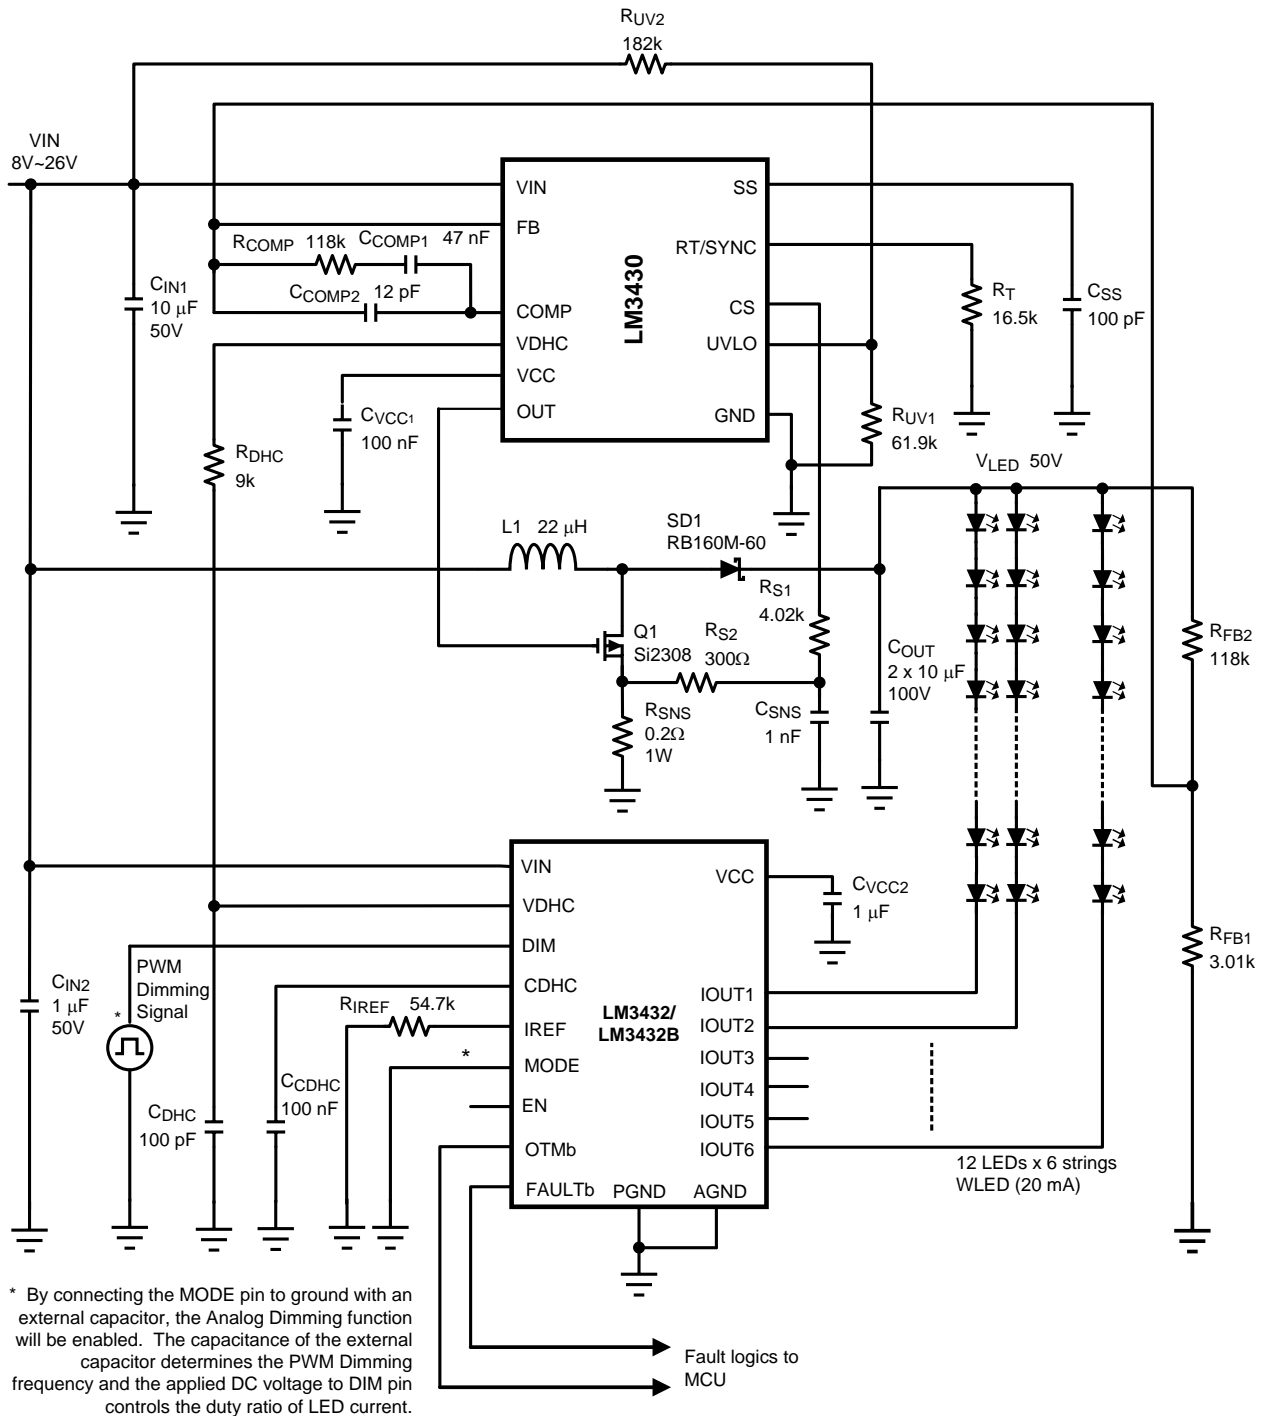 RUV2
182k
VIN
8V~26V
VIN
FB
COMP
VDHC
VCC
OUT
LM3430
SS
RT/SYNC
CS
UVLO
GND
RCOMP 118k
CCOMP1 47 nF
CCOMP2 12 pF
CIN1
10 µF
50V
RT
16.5k
CSS
100 pF
CVCC1
100 nF
RUV1
61.9k
RDHC
9k
VLED 50V
L1 22 µH
SD1
RB160M-60
RS1
4.02k
Q1
Si2308
RS2
300Ω
COUT
2 x 10 µF
100V
RFB2
118k
RSNS
0.2Ω
1W
CSNS
1 nF
VIN
VDHC
DIM
CDHC
IREF
MODE
EN
OTMb
FAULTb
PGND
AGND
LM3432/
LM3432B
VCC
IOUT1
IOUT2
IOUT3
IOUT4
IOUT5
IOUT6
CVCC2
1 µF
RFB1
3.01k
CIN2
1 µF
50V
PWM
Dimming
Signal
*
RIREF 54.7k
*
CCDHC
100 nF
CDHC
100 pF
12 LEDs x 6 strings
WLED (20 mA)
* By connecting the MODE pin to ground with an
external capacitor, the Analog Dimming function
will be enabled. The capacitance of the external
capacitor determines the PWM Dimming
frequency and the applied DC voltage to DIM pin
controls the duty ratio of LED current.
Fault logics to
MCU